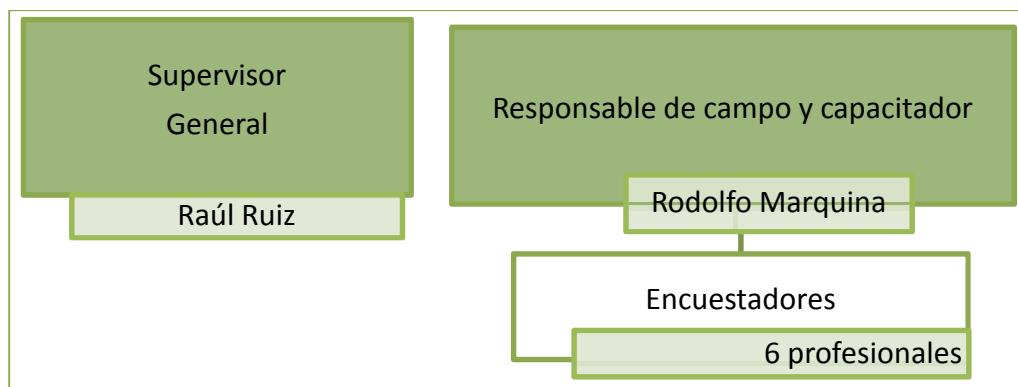 Supervisor
General
Raúl Ruiz
Responsable de campo y capacitador
Rodolfo Marquina
Encuestadores
6 profesionales